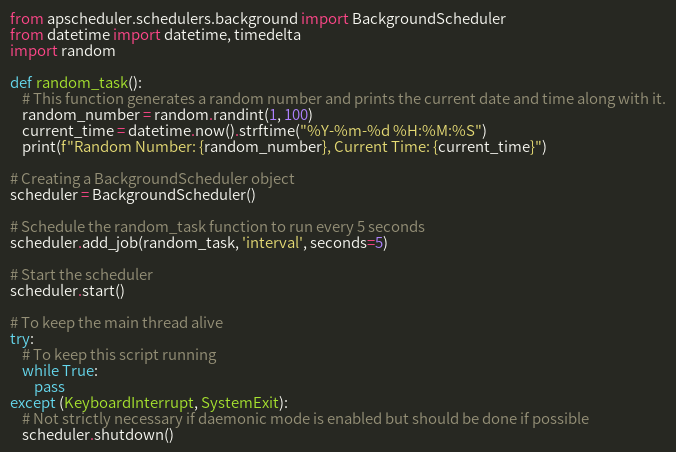 from apscheduler.schedulers.background import BackgroundScheduler
from datetime import datetime, timedelta
import random

def random_task():
    # This function generates a random number and prints the current date and time along with it.
    random_number = random.randint(1, 100)
    current_time = datetime.now().strftime("%Y-%m-%d %H:%M:%S")
    print(f"Random Number: {random_number}, Current Time: {current_time}")

# Creating a BackgroundScheduler object
scheduler = BackgroundScheduler()

# Schedule the random_task function to run every 5 seconds
scheduler.add_job(random_task, 'interval', seconds=5)

# Start the scheduler
scheduler.start()

# To keep the main thread alive
try:
    # To keep this script running
    while True:
        pass
except (KeyboardInterrupt, SystemExit):
    # Not strictly necessary if daemonic mode is enabled but should be done if possible
    scheduler.shutdown()